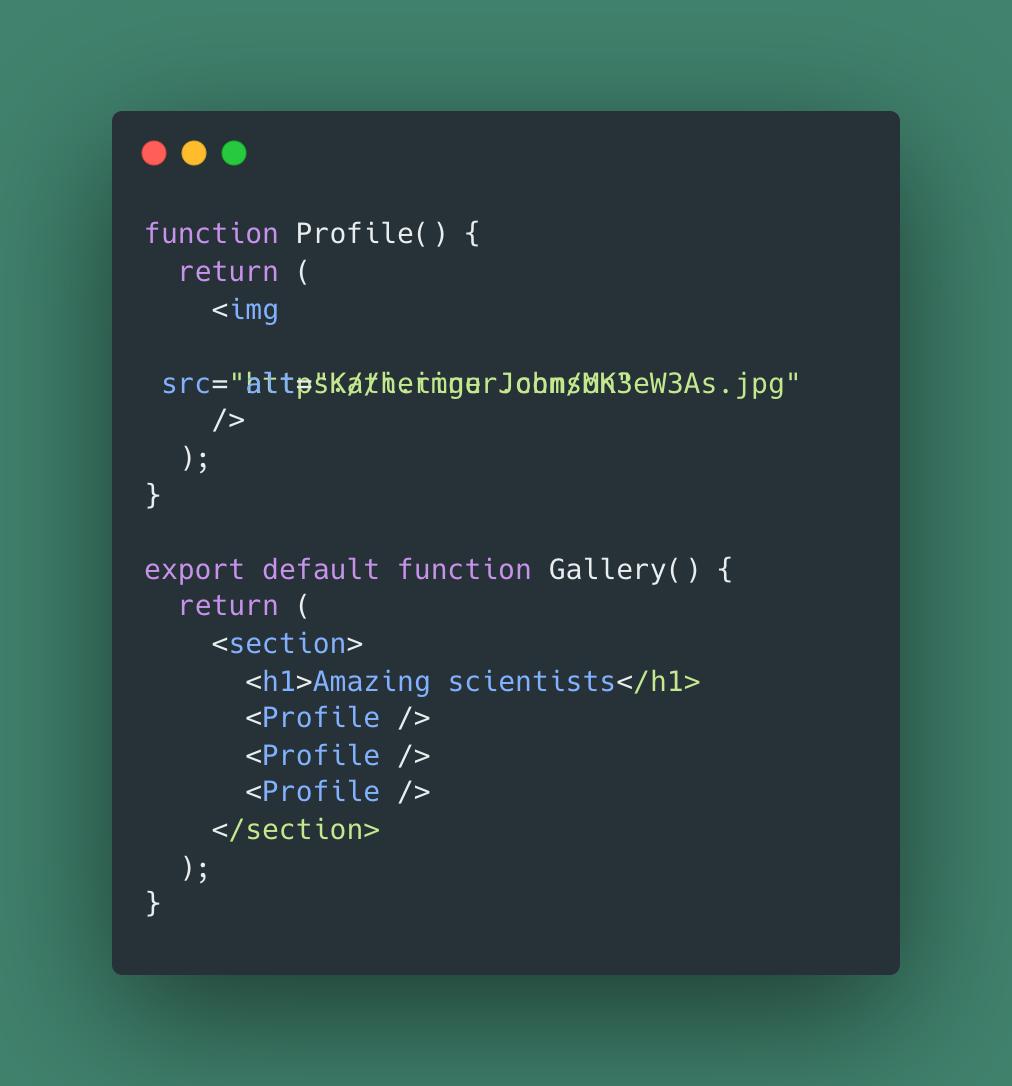 function Profile() {
return (
<img
src="https://i.imgur.com/MK3eW3As.jpg"
alt="Katherine Johnson"
/>
);
}
export default function Gallery() {
return (
<section>
<h1>Amazing scientists</h1>
<Profile />
<Profile />
<Profile />
</section>
);
}